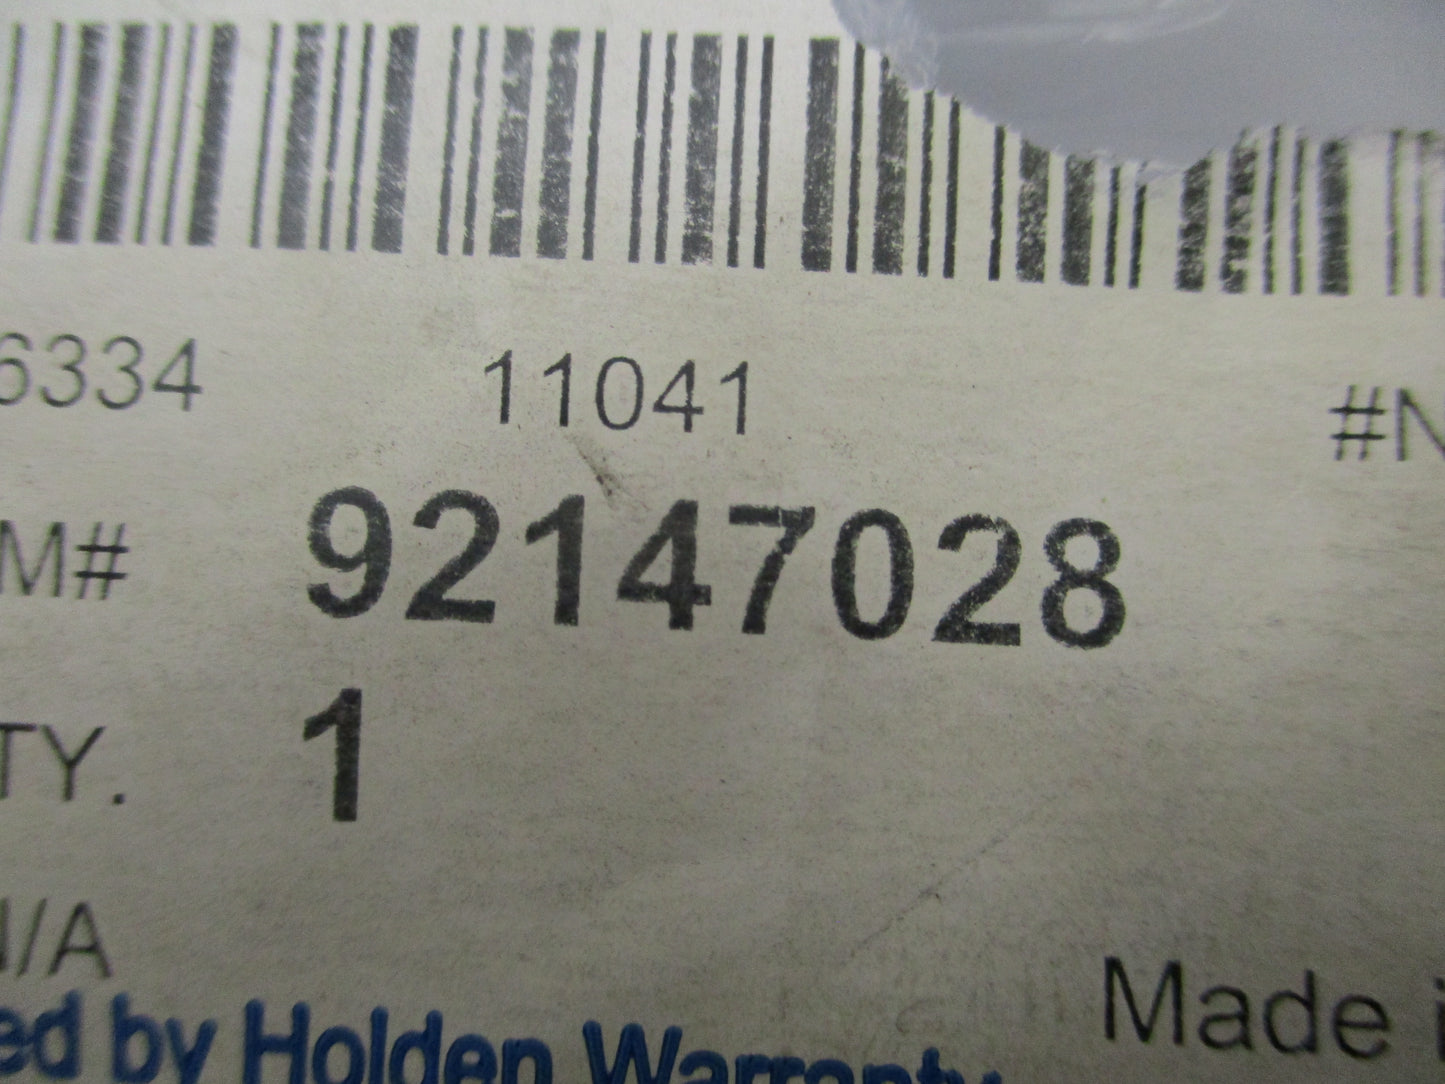 6334 11041 #N
M# 92147028
TY. 1
N/A
Made i
ed by Holden Warranty